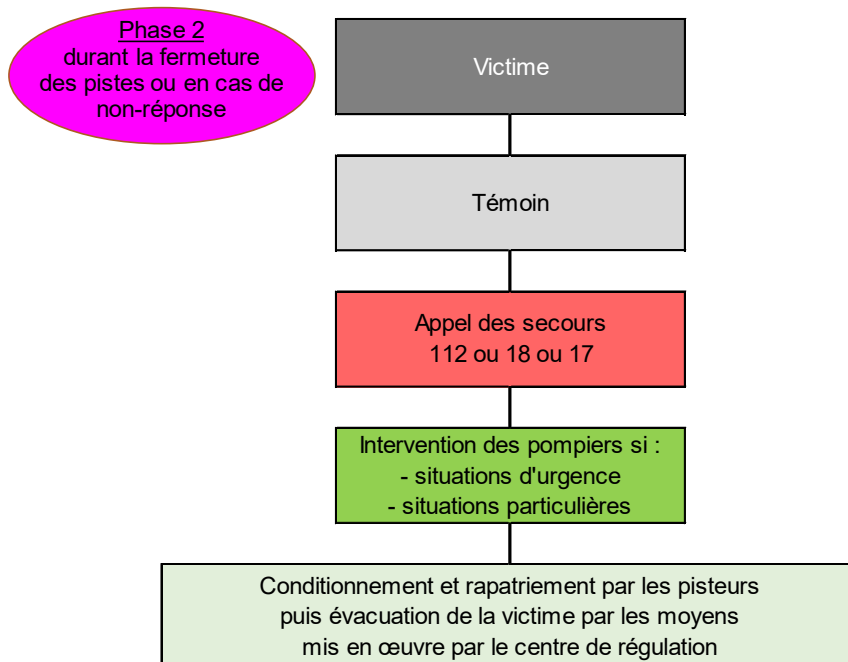 Phase 2
durant la fermeture
des pistes ou en cas de
non-réponse
Victime
Témoin
Appel des secours
112 ou 18 ou 17
Intervention des pompiers si :
- situations d'urgence
- situations particulières
Conditionnement et rapatriement par les pisteurs
puis évacuation de la victime par les moyens
mis en œuvre par le centre de régulation